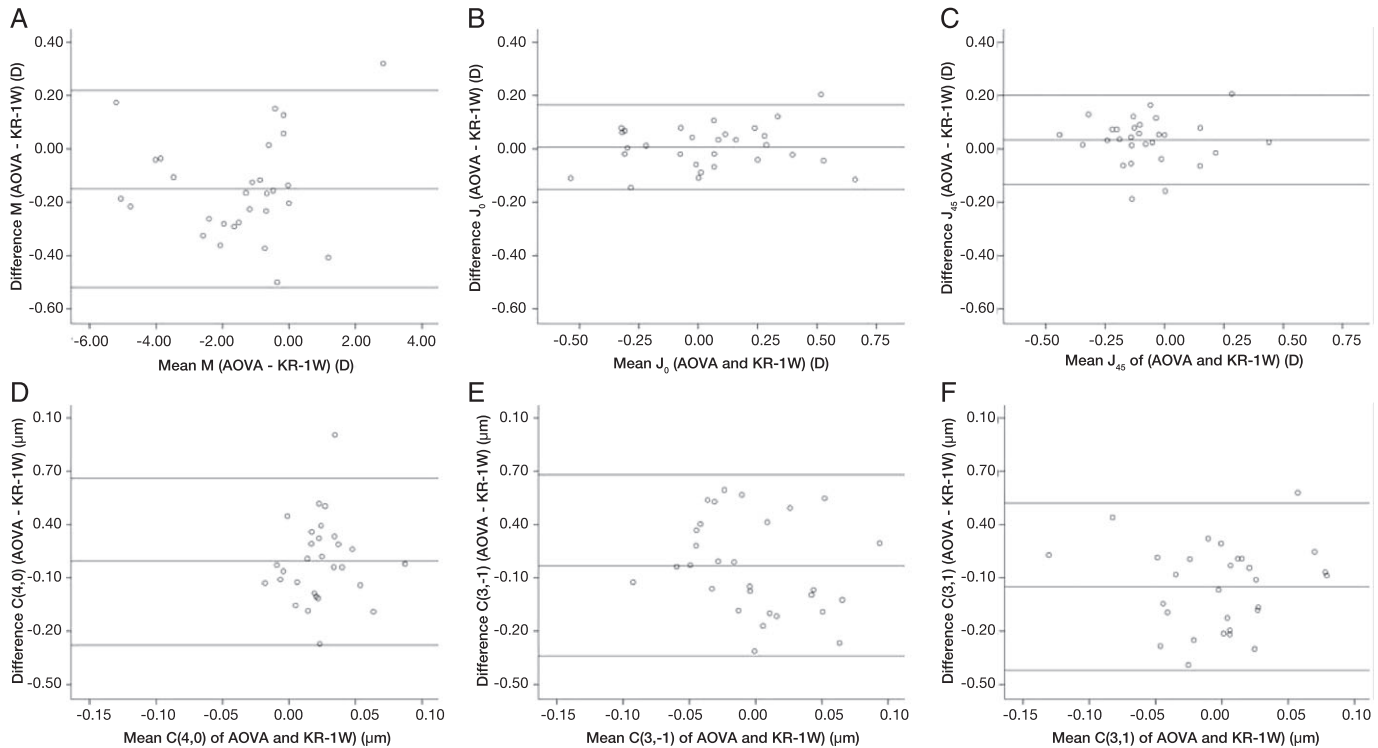 A
Difference M (AOVA - KR-1W) (D)
0.40
0.20
0.00
-0.20
-0.40
-0.60
-6.00 -4.00 -2.00 0.00 2.00 4.00
Mean M (AOVA - KR-1W) (D)
B
Difference J0 (AOVA - KR-1W) (D)
0.40
0.20
0.00
-0.20
-0.40
-0.60
-0.50 -0.25 0.00 0.25 0.50 0.75
Mean J0 (AOVA and KR-1W) (D)
C
Difference J45 (AOVA - KR-1W) (D)
0.40
0.20
0.00
-0.20
-0.40
-0.60
-0.50 -0.25 0.00 0.25 0.50 0.75
Mean J45 of (AOVA and KR-1W) (D)
D
Difference C(4,0) (AOVA - KR-1W) (µm)
0.10
0.70
0.40
-0.10
-0.20
-0.50
-0.15 -0.10 -0.05 0.00 0.05 0.10
Mean C(4,0) of AOVA and KR-1W) (µm)
E
Difference C(3,-1) (AOVA - KR-1W) (µm)
0.10
0.70
0.40
-0.10
-0.20
-0.50
-0.15 -0.10 -0.05 0.00 0.05 0.10
Mean C(3,-1) of AOVA and KR-1W) (µm)
F
Difference C(3,1) (AOVA - KR-1W) (µm)
0.10
0.70
0.40
-0.10
-0.20
-0.50
-0.15 -0.10 -0.05 0.00 0.05 0.10
Mean C(3,1) of AOVA and KR-1W) (µm)